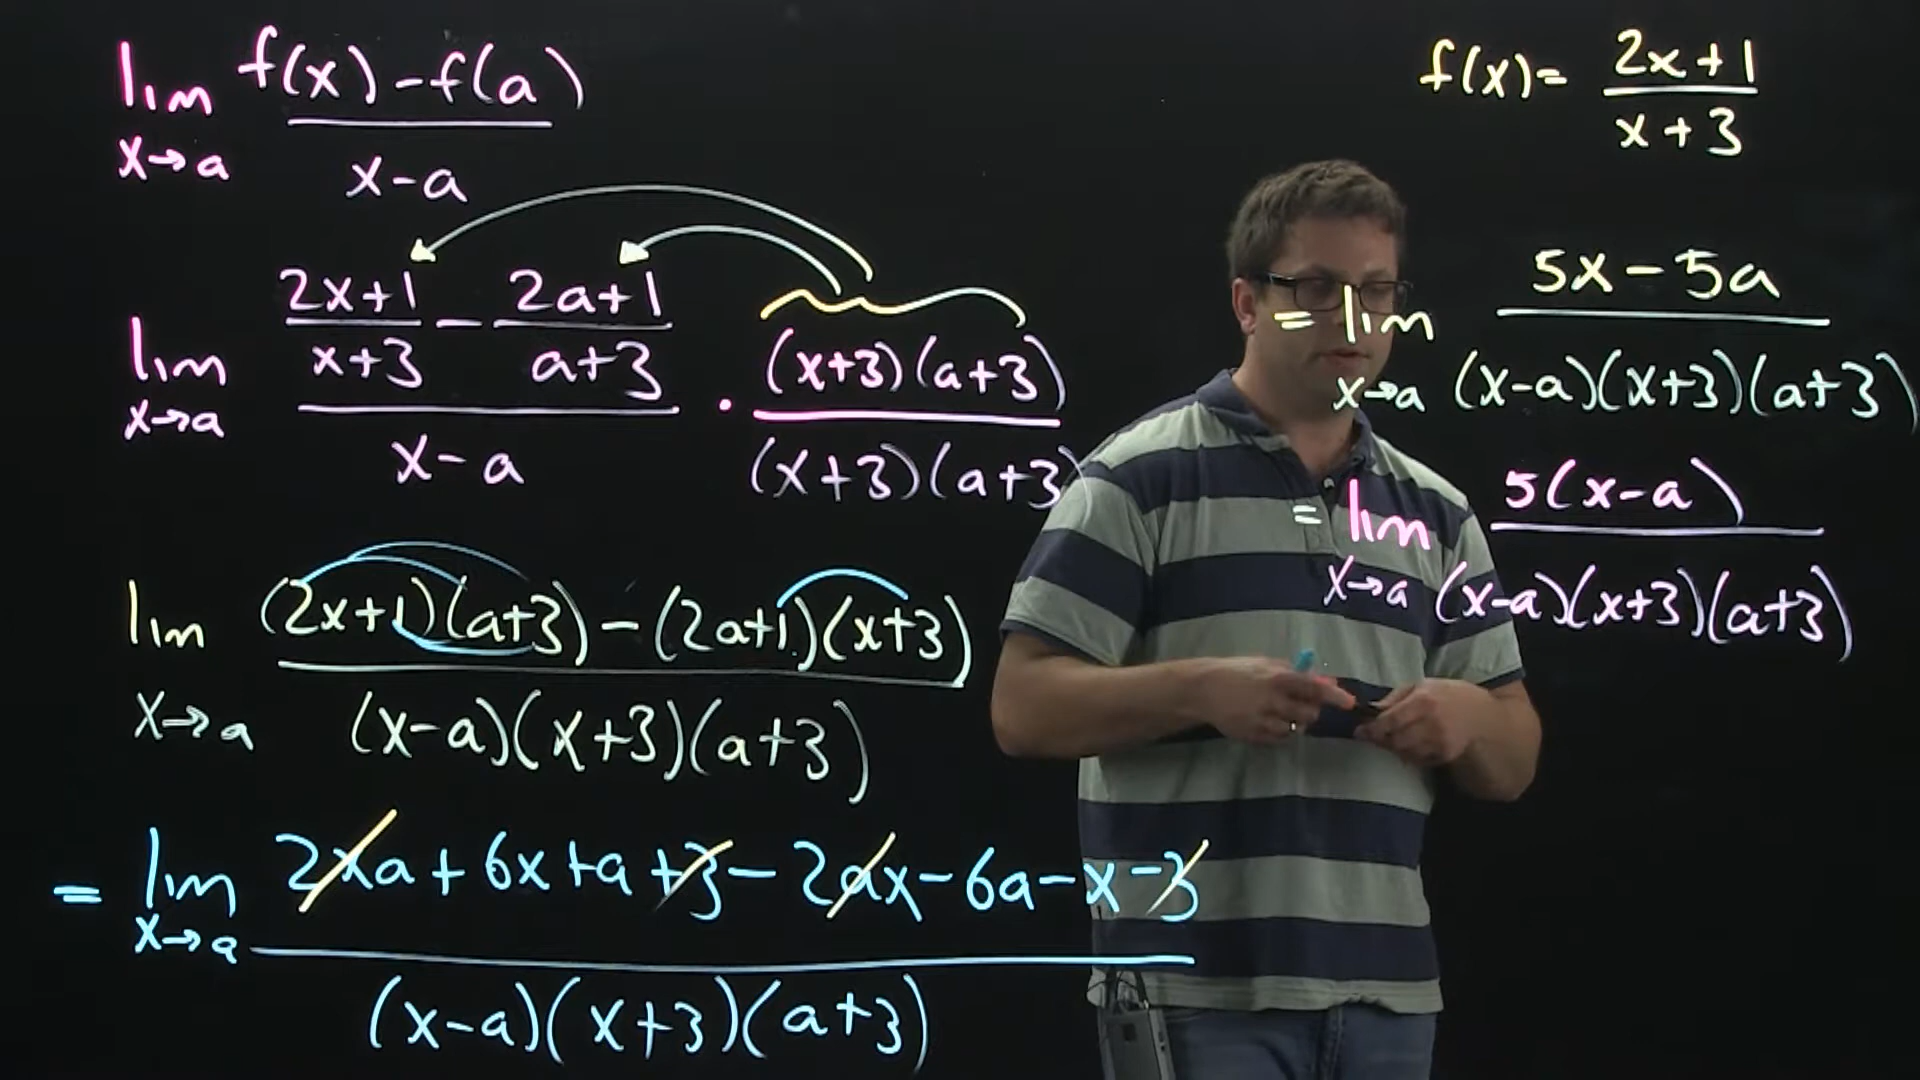 lim f(x) - f(a)
x→a x-a
2x+1 - 2a+1
lim x+3 a+3 · (x+3)(a+3)
x→a x-a (x+3)(a+3)
lim (2x+1)(a+3) - (2a+1)(x+3)
x→a (x-a)(x+3)(a+3)
= lim 2xa + 6x + a + 3 - 2ax - 6a - x - 3
x→a (x-a)(x+3)(a+3)
f(x) = 2x+1
x+3
= lim 5x - 5a
x→a (x-a)(x+3)(a+3)
= lim 5(x-a)
x→a (x-a)(x+3)(a+3)